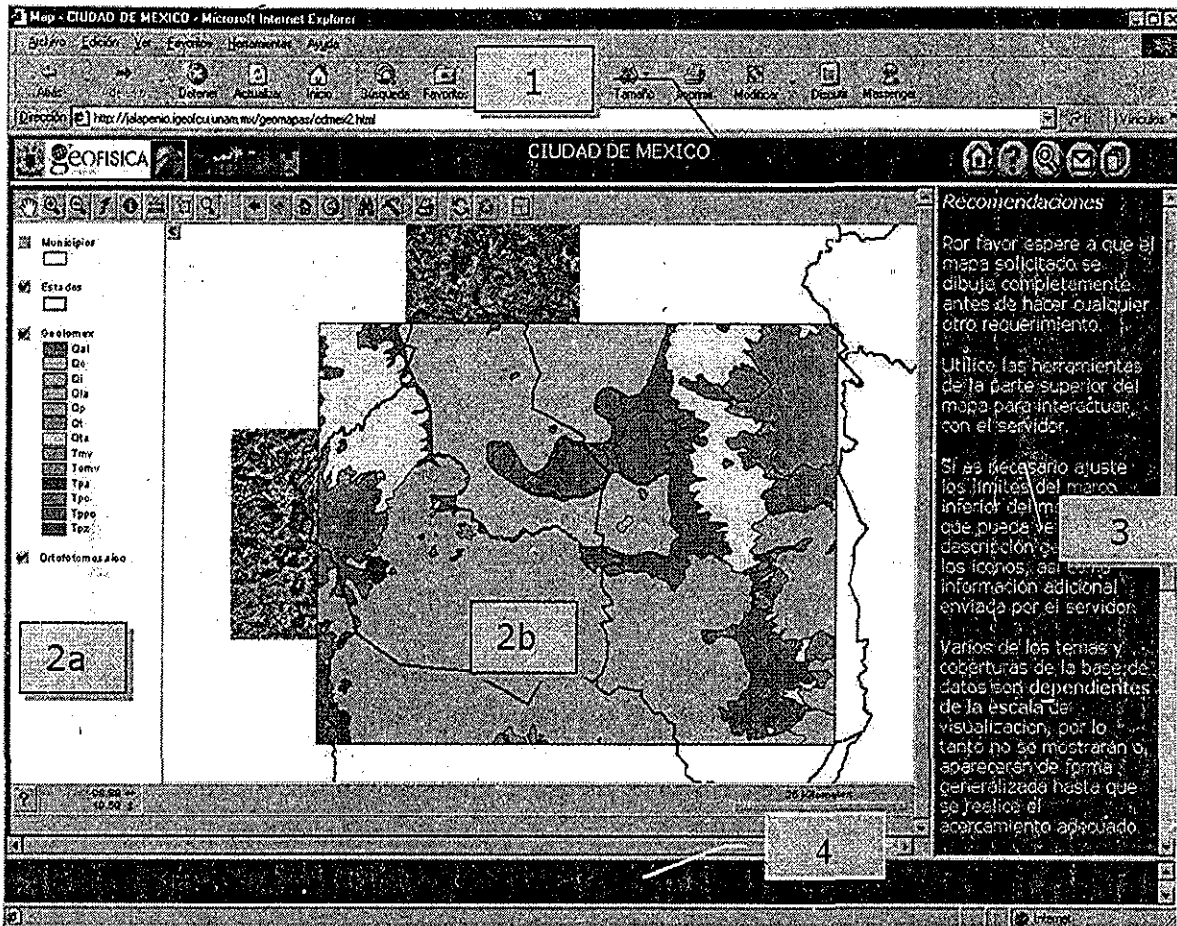 Map - CIUDAD DE MEXICO - Microsoft Internet Explorer
Archivo Edición Ver Favoritos Herramientas Ayuda
Atrás Detener Actualizar Inicio Búsqueda Favoritos Tamaño Imprimir Modificar Discutir Messenger
1
Dirección http://jalapenio.igeofcu.unam.mx/geomapas/cdmex2.html Vínculos
GEOFISICA
CIUDAD DE MEXICO
Municipios
Estados
Geolomex
Qal
Qc
Qi
Qla
Qp
Qt
Qta
Tmv
Tomv
Tpa
Tpc
Tppc
Tpz
Ortofotomosaico
2a
2b
Recomendaciones
Por favor espere a que el
mapa solicitado se
dibuje completamente
antes de hacer cualquier
otro requerimiento.
Utilice las herramientas
de la parte superior del
mapa para interactuar
con el servidor.
Si es necesario ajuste
los límites del marco
inferior del
que pueda
descripción
los iconos, así como
información adicional
enviada por el servidor.
3
Varios de los temas y
coberturas de la base de
datos son dependientes
de la escala de
visualización, por lo
tanto no se mostrarán o
aparecerán de forma
generalizada hasta que
se realice el
acercamiento adecuado
4
Internet